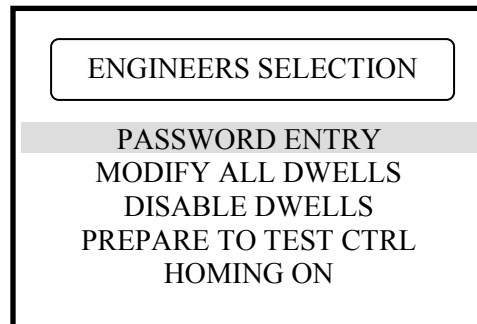 ENGINEERS SELECTION
PASSWORD ENTRY
MODIFY ALL DWELLS
DISABLE DWELLS
PREPARE TO TEST CTRL
HOMING ON